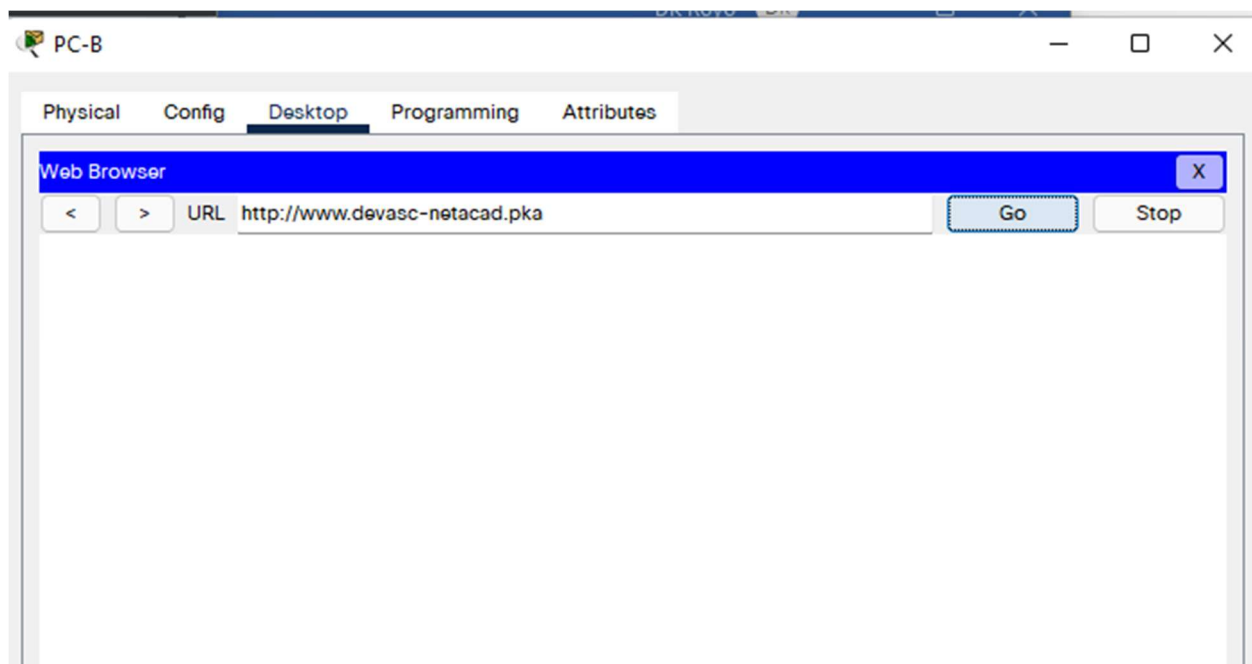 PC-B
Physical Config Desktop Programming Attributes
Web Browser X
< > URL http://www.devasc-netacad.pka Go Stop